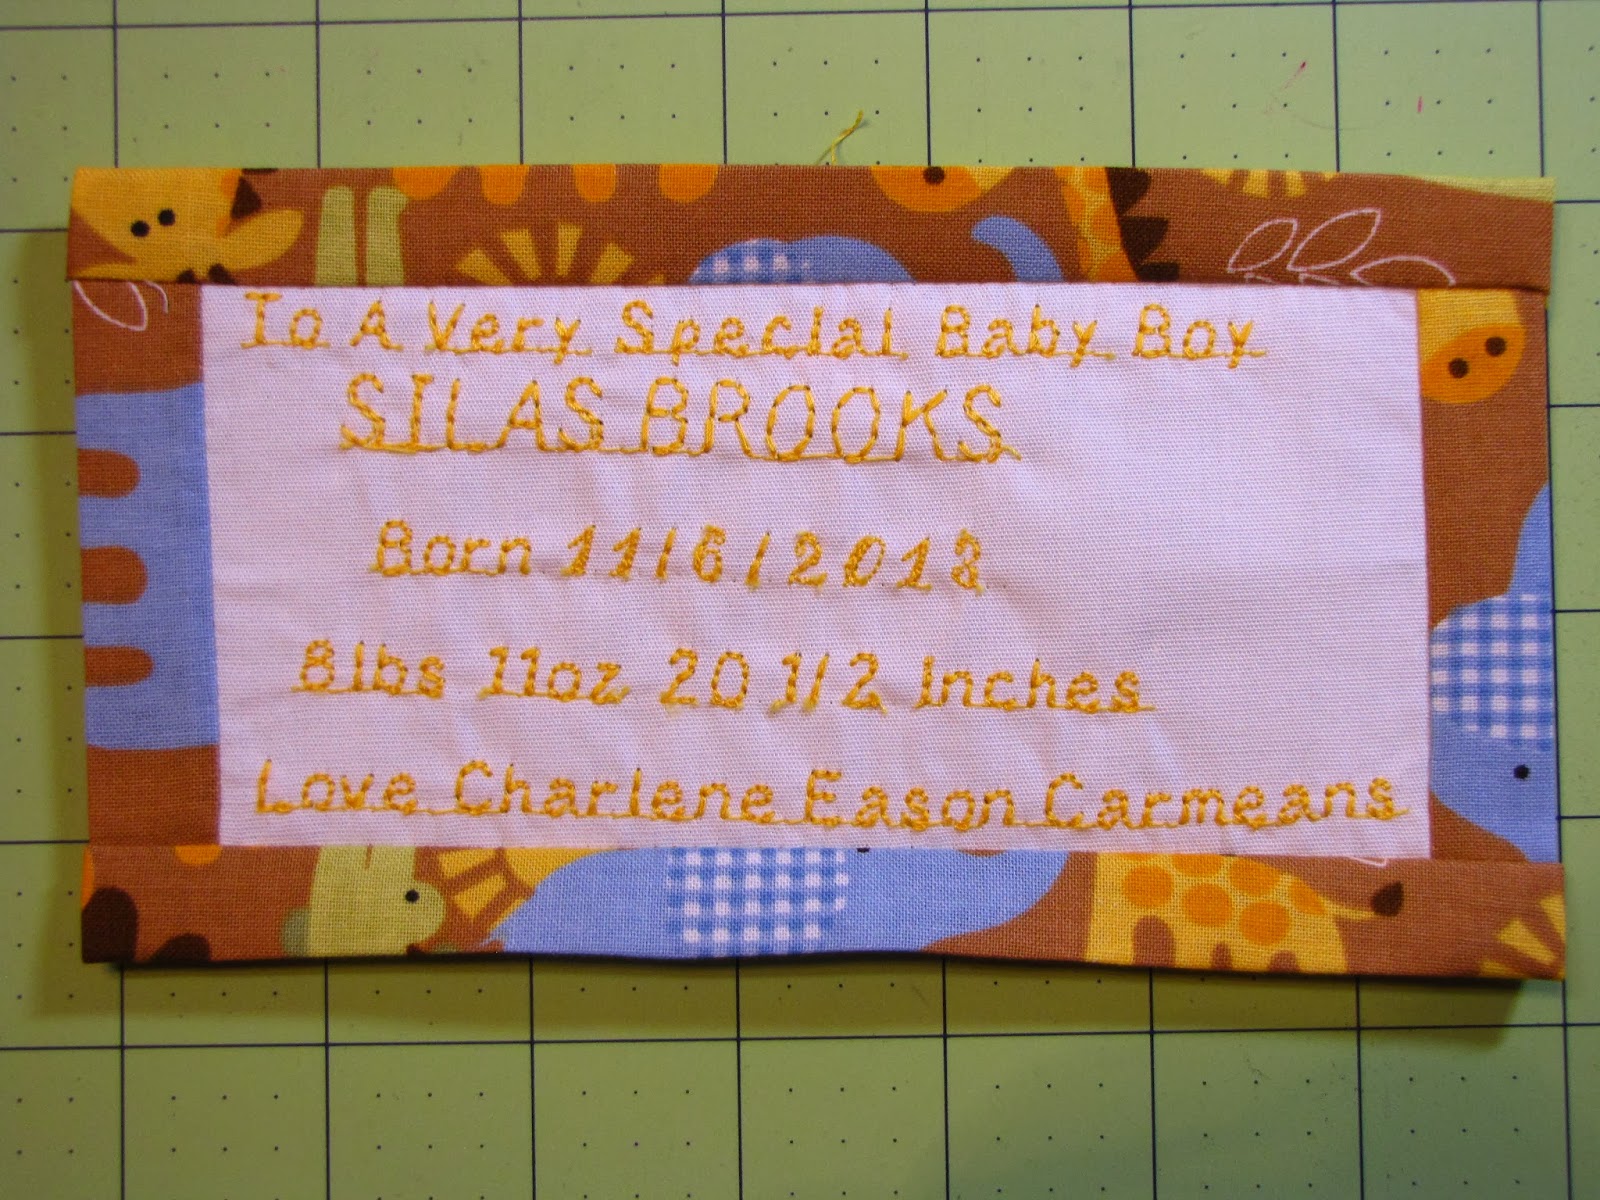 To A Very Special Baby Boy
SILAS BROOKS
Born 11/6/2013
8lbs 11oz 20 1/2 Inches
Love Charlene Eason Carmeans